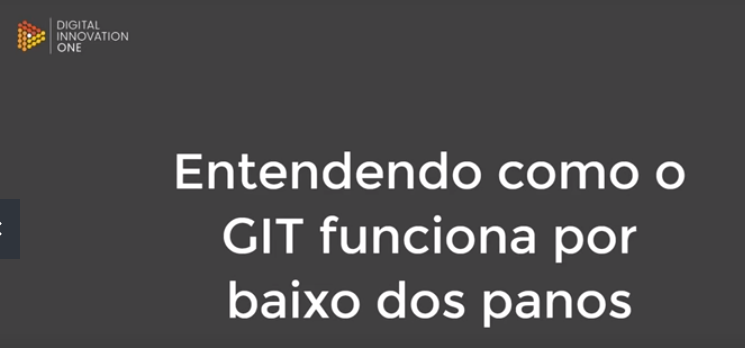 DIGITAL
INNOVATION
ONE
Entendendo como o
GIT funciona por
baixo dos panos